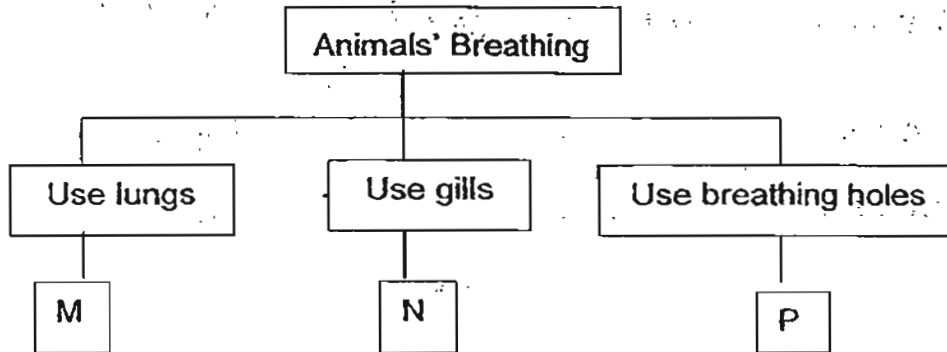 Animals' Breathing
Use lungs
Use gills
Use breathing holes
M
N
P